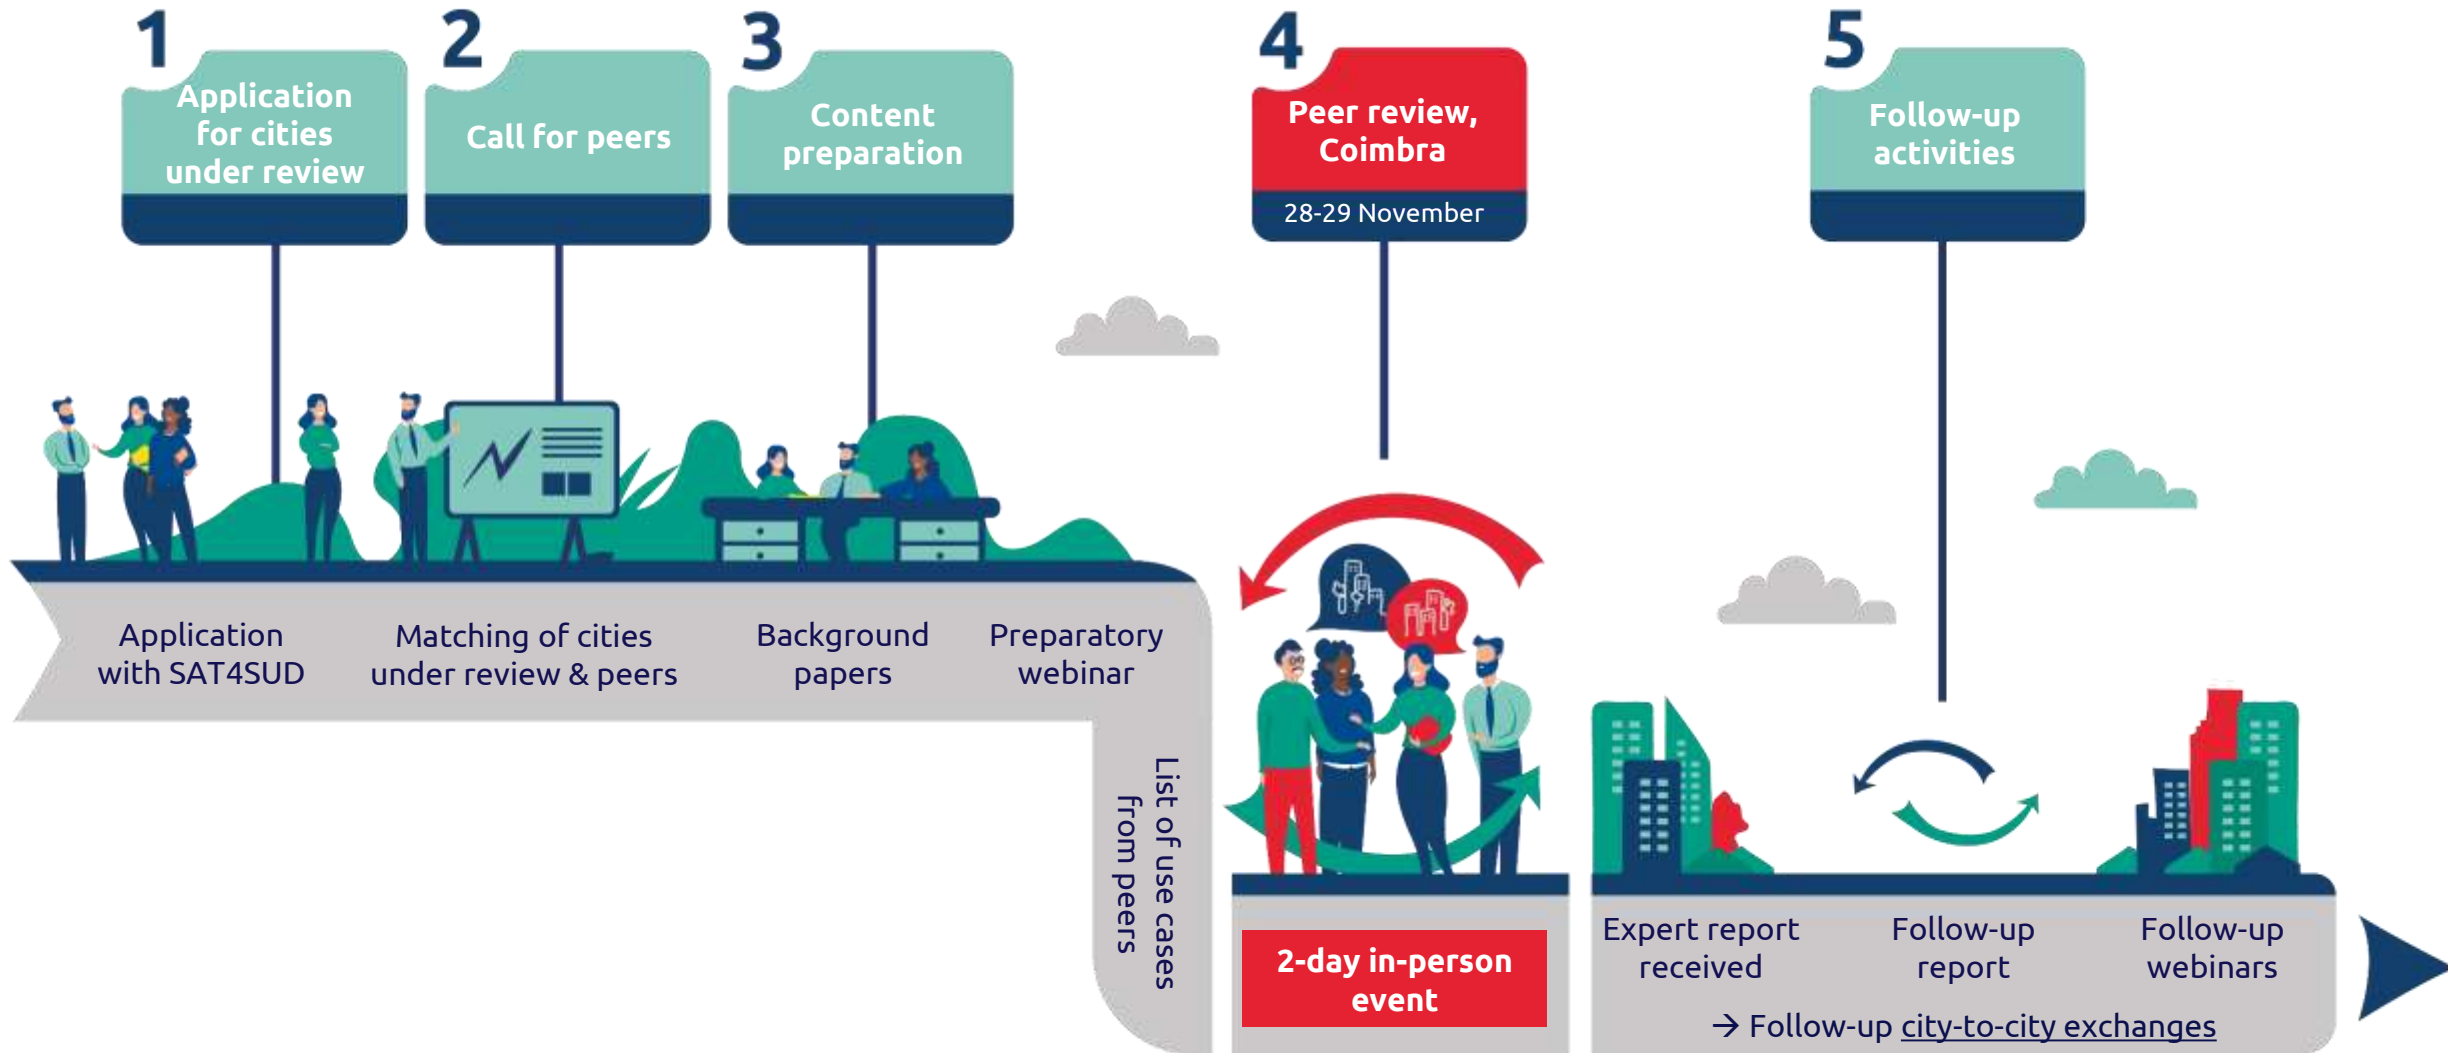 1
Application
for cities
under review
2
Call for peers
3
Content
preparation
4
Peer review,
Coimbra
28-29 November
5
Follow-up
activities
Application
with SAT4SUD
Matching of cities
under review & peers
Background
papers
Preparatory
webinar
List of use cases
from peers
2-day in-person
event
Expert report
received
Follow-up
report
Follow-up
webinars
→ Follow-up city-to-city exchanges